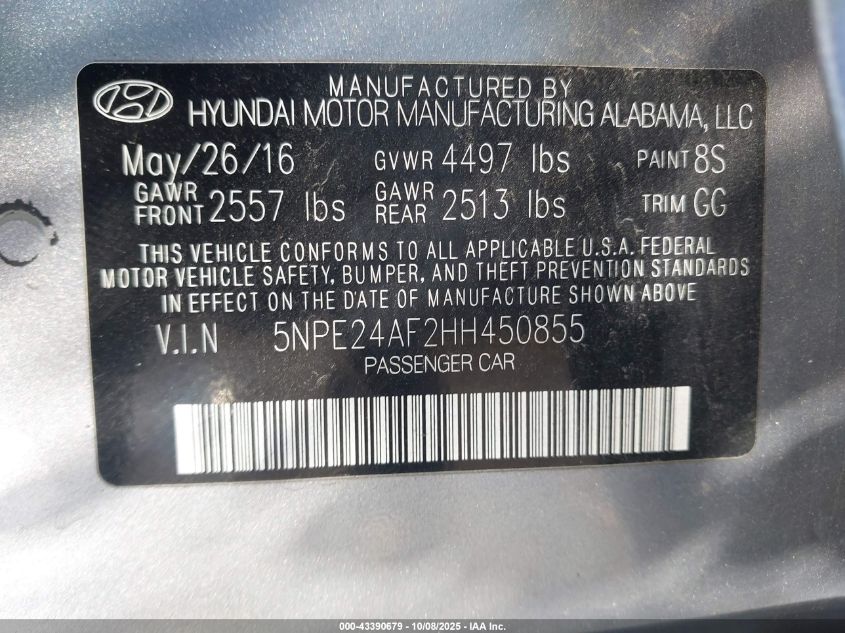 MANUFACTURED BY
HYUNDAI MOTOR MANUFACTURING ALABAMA, LLC
May/26/16 GVWR 4497 lbs PAINT 8S
GAWR FRONT 2557 lbs GAWR REAR 2513 lbs TRIM GG
THIS VEHICLE CONFORMS TO ALL APPLICABLE U.S.A. FEDERAL
MOTOR VEHICLE SAFETY, BUMPER, AND THEFT PREVENTION STANDARDS
IN EFFECT ON THE DATE OF MANUFACTURE SHOWN ABOVE
V.I.N 5NPE24AF2HH450855
PASSENGER CAR
000-43390679 - 10/08/2025 - IAA Inc.